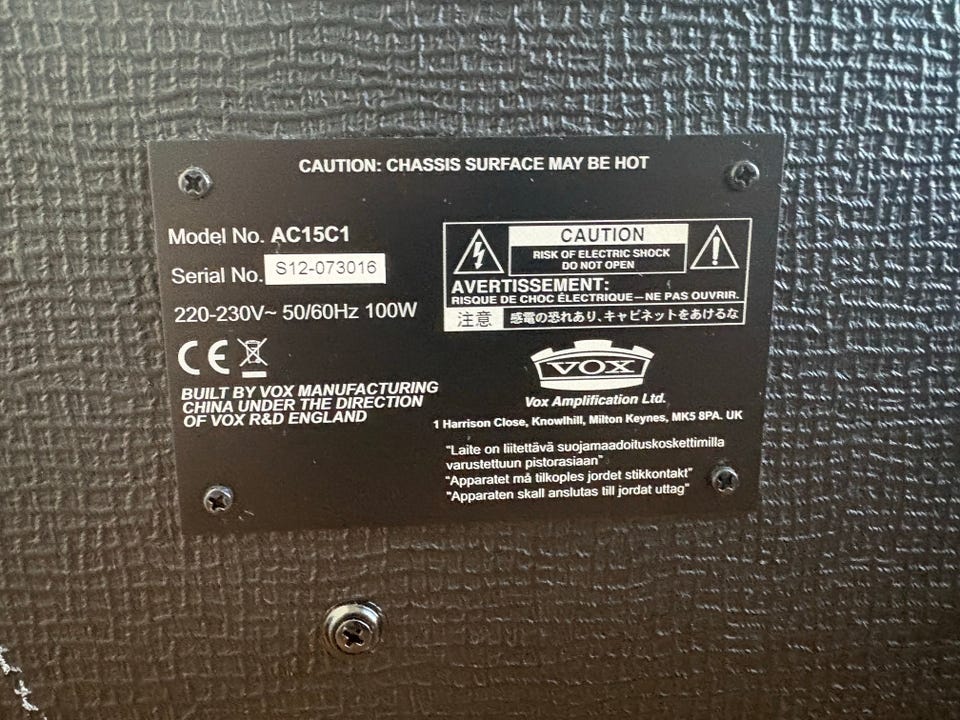 CAUTION: CHASSIS SURFACE MAY BE HOT
Model No. AC15C1
Serial No. S12-073016
220-230V~ 50/60Hz 100W
CE
BUILT BY VOX MANUFACTURING
CHINA UNDER THE DIRECTION
OF VOX R&D ENGLAND
CAUTION
RISK OF ELECTRIC SHOCK
DO NOT OPEN
AVERTISSEMENT:
RISQUE DE CHOC ÉLECTRIQUE—NE PAS OUVRIR.
注意 感電の恐れあり、キャビネットをあけるな
VOX
Vox Amplification Ltd.
1 Harrison Close, Knowlhill, Milton Keynes, MK5 8PA. UK
"Laite on liitettävä suojamaadoituskoskettimilla
varustettuun pistorasiaan"
"Apparatet må tilkoples jordet stikkontakt"
"Apparaten skall anslutas till jordat uttag"